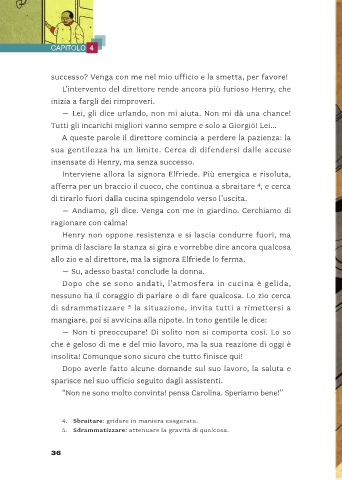 CAPITOLO 4
successo? Venga con me nel mio ufficio e la smetta, per favore!
L'intervento del direttore rende ancora più furioso Henry, che
inizia a fargli dei rimproveri.
— Lei, gli dice urlando, non mi aiuta. Non mi dà una chance!
Tutti gli incarichi migliori vanno sempre e solo a Giorgiò! Lei...
A queste parole il direttore comincia a perdere la pazienza: la
sua gentilezza ha un limite. Cerca di difendersi dalle accuse
insensate di Henry, ma senza successo.
Interviene allora la signora Elfriede. Più energica e risoluta,
afferra per un braccio il cuoco, che continua a sbraitare 4, e cerca
di tirarlo fuori dalla cucina spingendolo verso l'uscita.
— Andiamo, gli dice. Venga con me in giardino. Cerchiamo di
ragionare con calma!
Henry non oppone resistenza e si lascia condurre fuori, ma
prima di lasciare la stanza si gira e vorrebbe dire ancora qualcosa
allo zio e al direttore, ma la signora Elfriede lo ferma.
— Su, adesso basta! conclude la donna.
Dopo che se sono andati, l'atmosfera in cucina è gelida,
nessuno ha il coraggio di parlare o di fare qualcosa. Lo zio cerca
di sdrammatizzare 5 la situazione, invita tutti a rimettersi a
mangiare, poi si avvicina alla nipote. In tono gentile le dice:
— Non ti preoccupare! Di solito non si comporta così. Lo so
che è geloso di me e del mio lavoro, ma la sua reazione di oggi è
insolita! Comunque sono sicuro che tutto finisce qui!
Dopo averle fatto alcune domande sul suo lavoro, la saluta e
sparisce nel suo ufficio seguito dagli assistenti.
"Non ne sono molto convinta! pensa Carolina. Speriamo bene!"
4. Sbraitare: gridare in maniera esagerata.
5. Sdrammatizzare: attenuare la gravità di qualcosa.
36